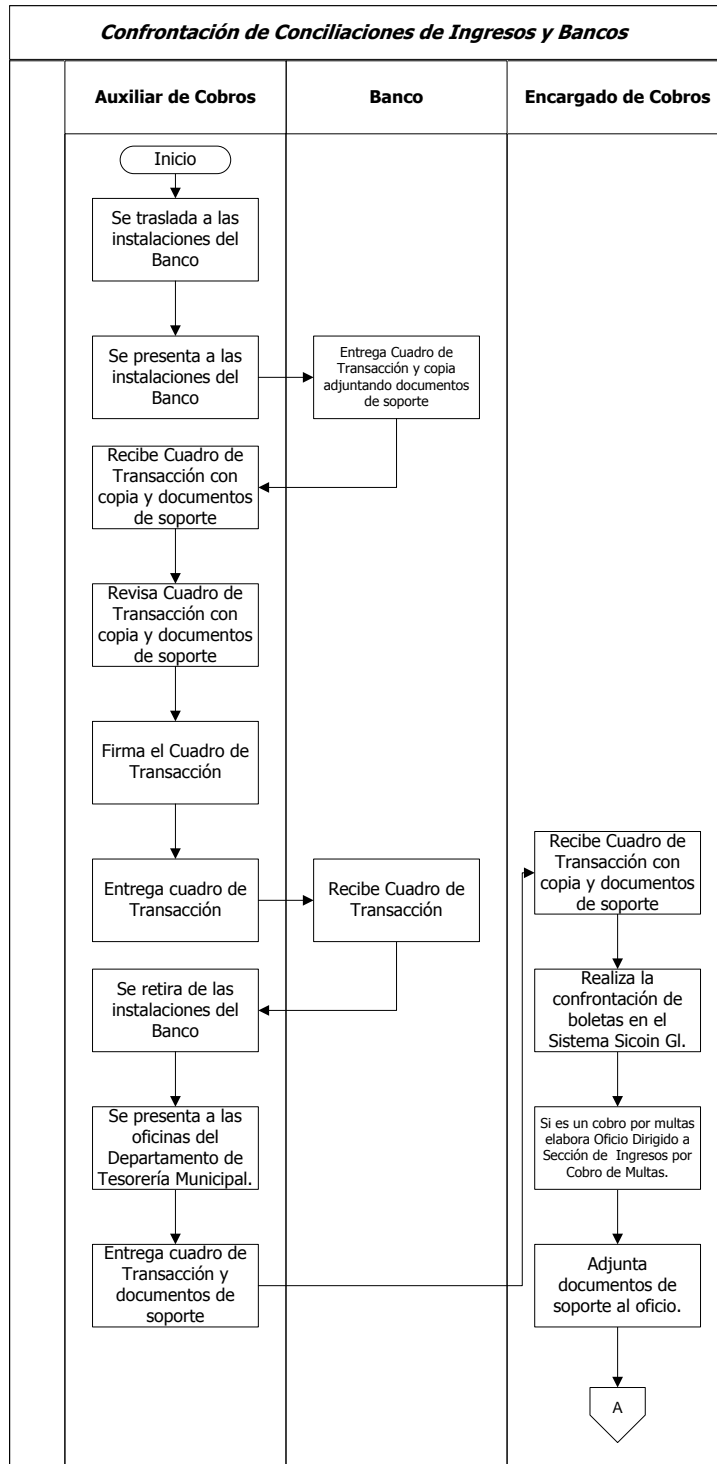 Confrontación de Conciliaciones de Ingresos y Bancos
Auxiliar de Cobros
Banco
Encargado de Cobros
Inicio
Se traslada a las
instalaciones del
Banco
Se presenta a las
instalaciones del
Banco
Entrega Cuadro de
Transacción y copia
adjuntando documentos
de soporte
Recibe Cuadro de
Transacción con
copia y documentos
de soporte
Revisa Cuadro de
Transacción con
copia y documentos
de soporte
Firma el Cuadro de
Transacción
Entrega cuadro de
Transacción
Recibe Cuadro de
Transacción
Se retira de las
instalaciones del
Banco
Se presenta a las
oficinas del
Departamento de
Tesorería Municipal.
Entrega cuadro de
Transacción y
documentos de
soporte
Recibe Cuadro de
Transacción con
copia y documentos
de soporte
Realiza la
confrontación de
boletas en el
Sistema Sicoin Gl.
Si es un cobro por multas
elabora Oficio Dirigido a
Sección de Ingresos por
Cobro de Multas.
Adjunta
documentos de
soporte al oficio.
A